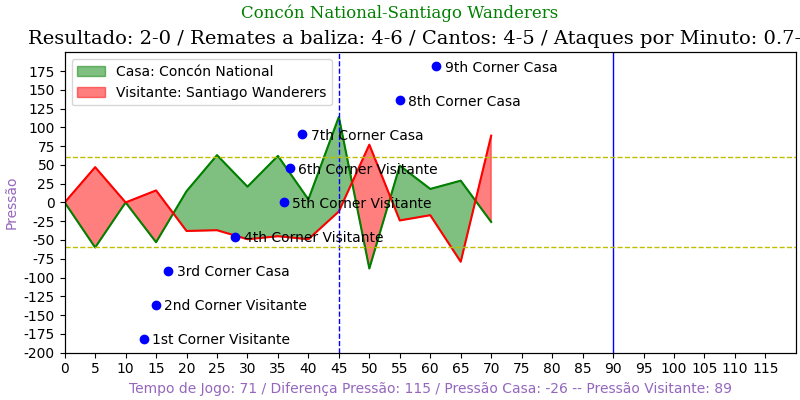 Concón National-Santiago Wanderers
Resultado: 2-0 / Remates a baliza: 4-6 / Cantos: 4-5 / Ataques por Minuto: 0.7-
Casa: Concón National
Visitante: Santiago Wanderers
9th Corner Casa
8th Corner Casa
7th Corner Casa
6th Corner Visitante
5th Corner Visitante
4th Corner Visitante
3rd Corner Casa
2nd Corner Visitante
1st Corner Visitante
Pressão
175
150
125
100
75
50
25
0
-25
-50
-75
-100
-125
-150
-175
-200
0 5 10 15 20 25 30 35 40 45 50 55 60 65 70 75 80 85 90 95 100 105 110 115
Tempo de Jogo: 71 / Diferença Pressão: 115 / Pressão Casa: -26 -- Pressão Visitante: 89